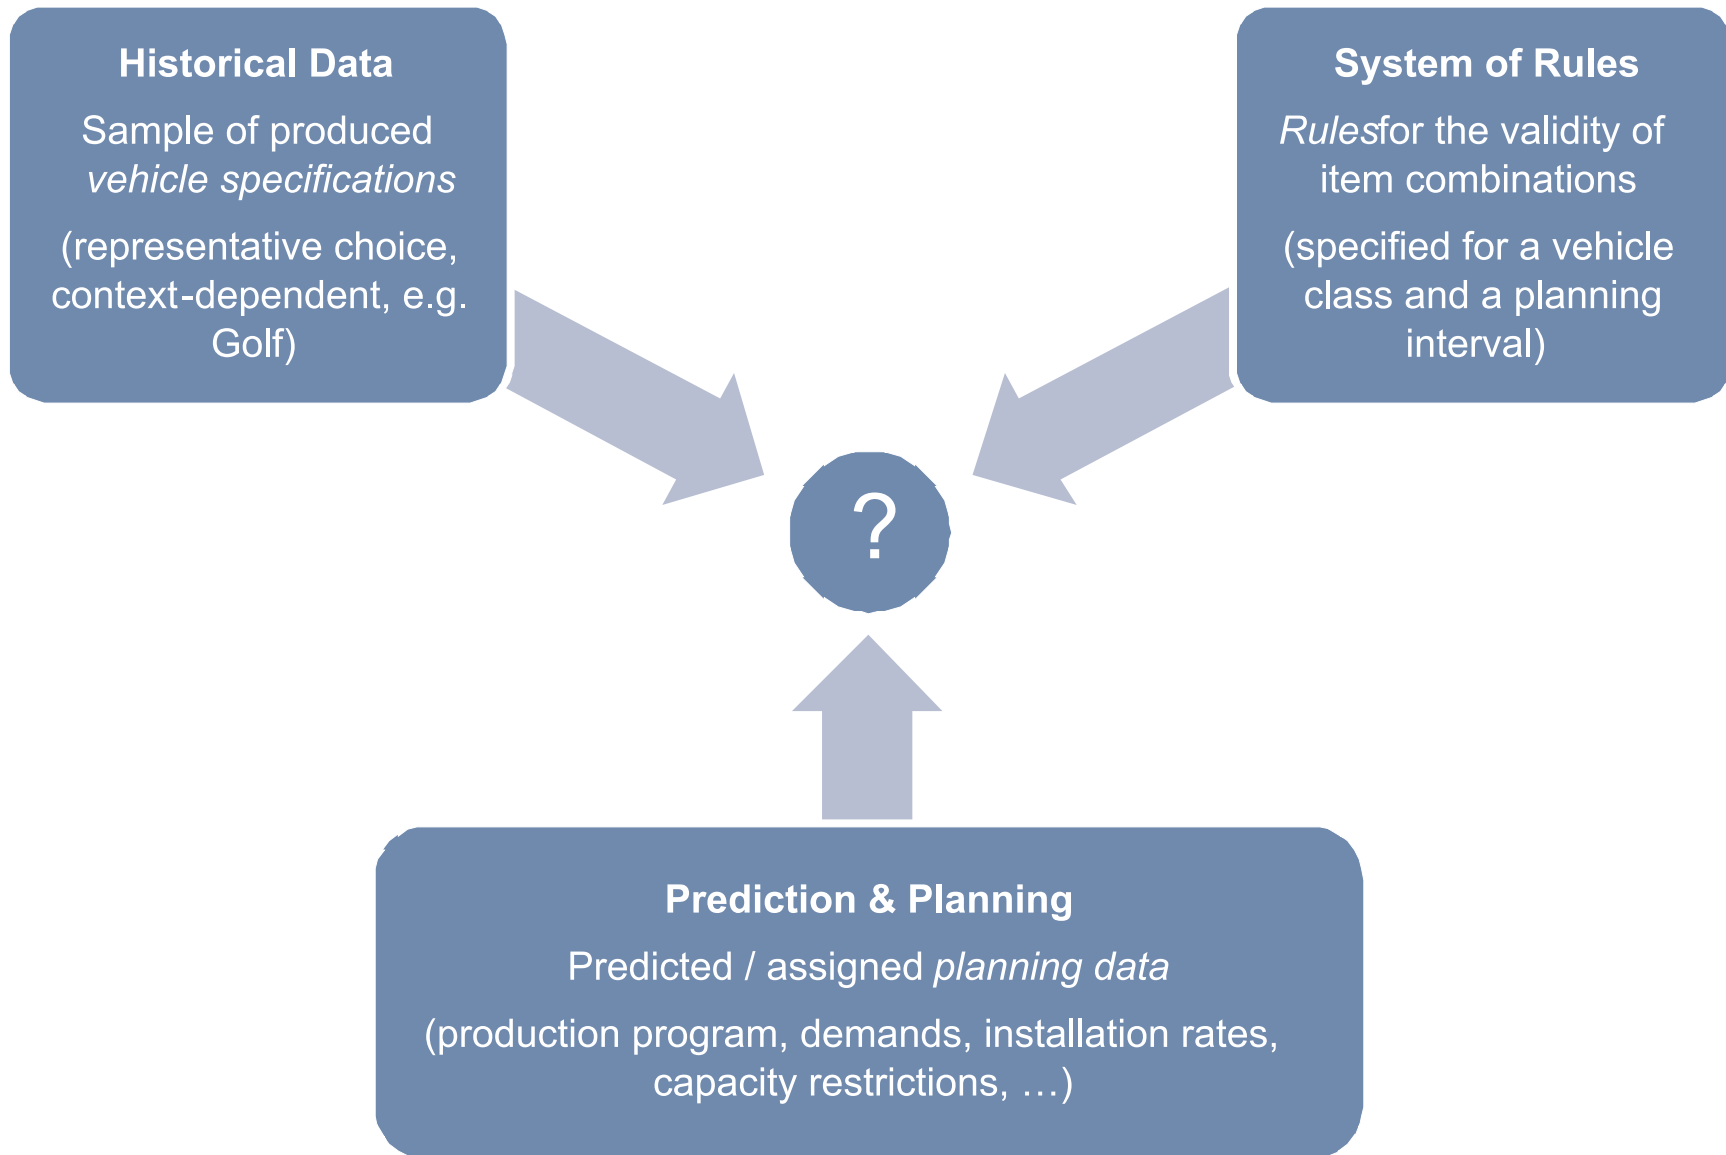 Historical Data
Sample of produced
vehicle specifications
(representative choice,
context-dependent, e.g.
Golf)
System of Rules
Rulesfor the validity of
item combinations
(specified for a vehicle
class and a planning
interval)
?
Prediction & Planning
Predicted / assigned planning data
(production program, demands, installation rates,
capacity restrictions, …)